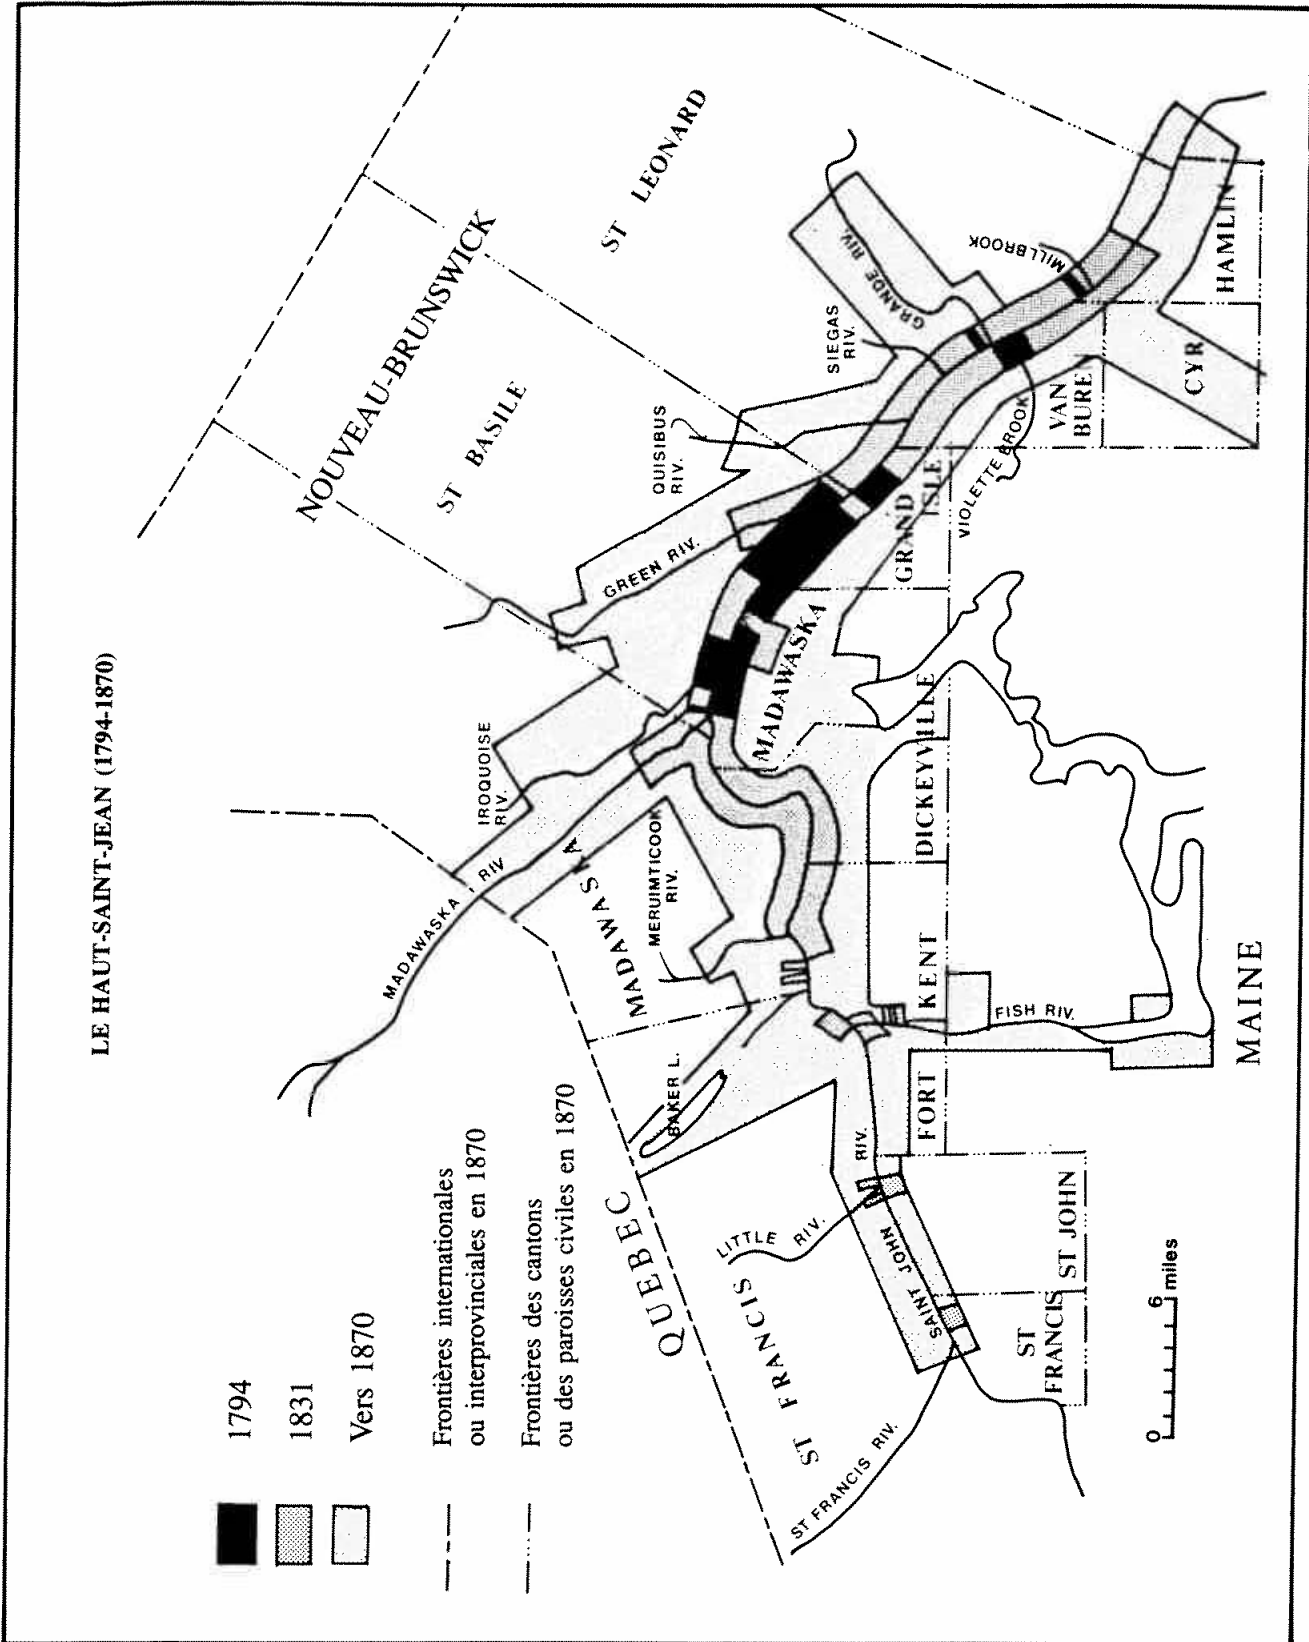 LE HAUT-SAINT-JEAN (1794-1870)
1794
1831
Vers 1870
Frontières internationales
ou interprovinciales en 1870
Frontières des cantons
ou des paroisses civiles en 1870
NOUVEAU-BRUNSWICK
ST LEONARD
ST BASILE
QUISIBUS
RIV.
SIEGAS
RIV.
GRANDE RIV.
MILLBROOK
GREEN RIV.
IROQUOISE
RIV.
MADAWASKA RIV
MADAWASKA
MERUIMTICOOK
RIV.
BAKER L.
QUEBEC
ST FRANCIS
LITTLE RIV.
ST FRANCIS RIV.
SAINT JOHN RIV.
MADAWASKA
GRAND
ISLE
VIOLETTE BROOK
VAN
BUREN
CYR
HAMLIN
DICKEYVILLE
FORT KENT
FISH RIV.
ST JOHN
ST
FRANCIS
MAINE
0 6 miles